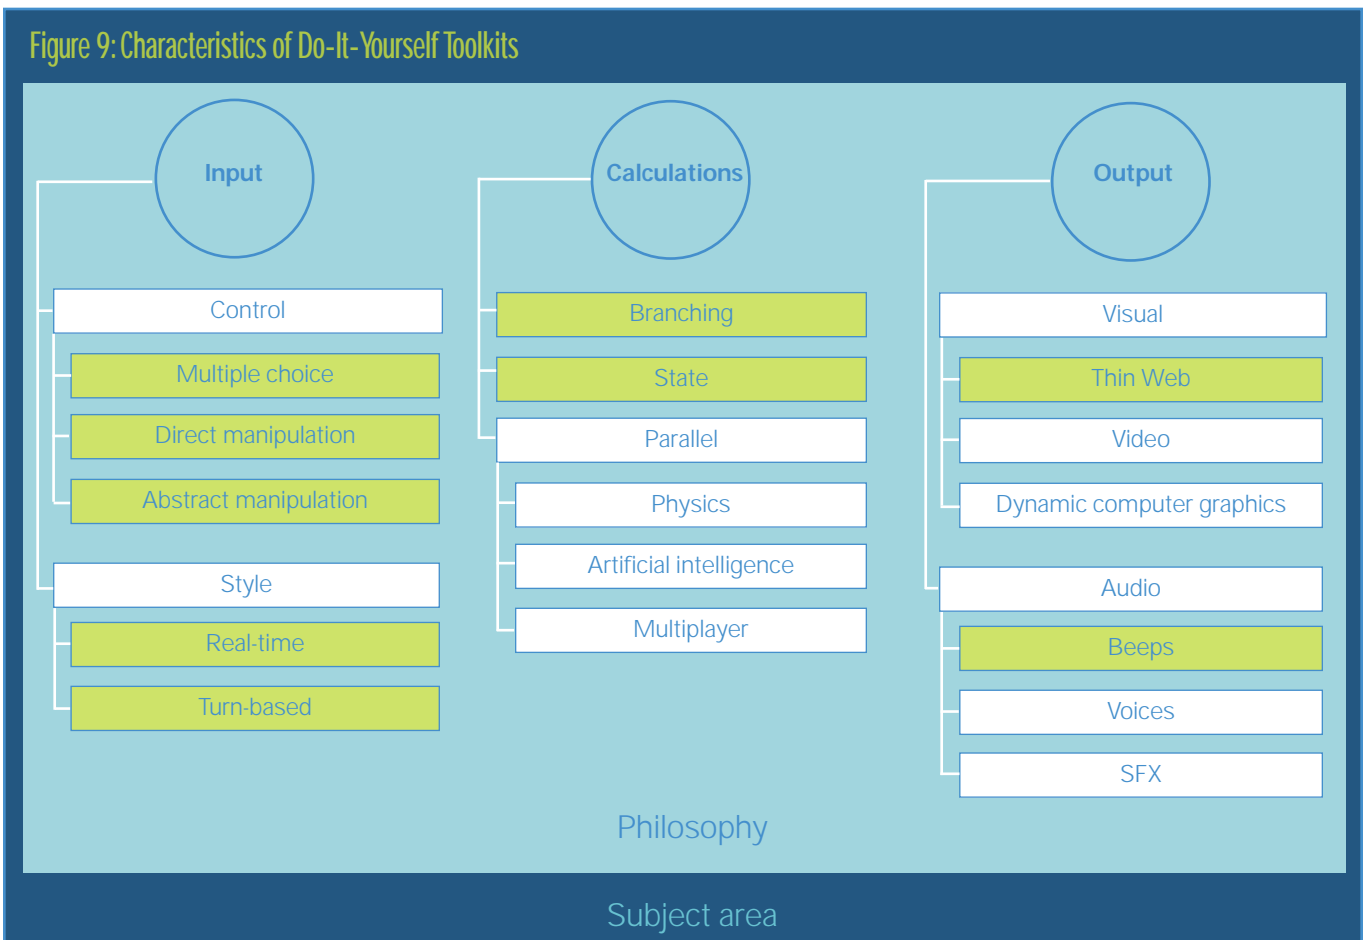 Figure 9: Characteristics of Do-It-Yourself Toolkits
Input
Control
Multiple choice
Direct manipulation
Abstract manipulation
Style
Real-time
Turn-based
Calculations
Branching
State
Parallel
Physics
Artificial intelligence
Multiplayer
Output
Visual
Thin Web
Video
Dynamic computer graphics
Audio
Beeps
Voices
SFX
Philosophy
Subject area